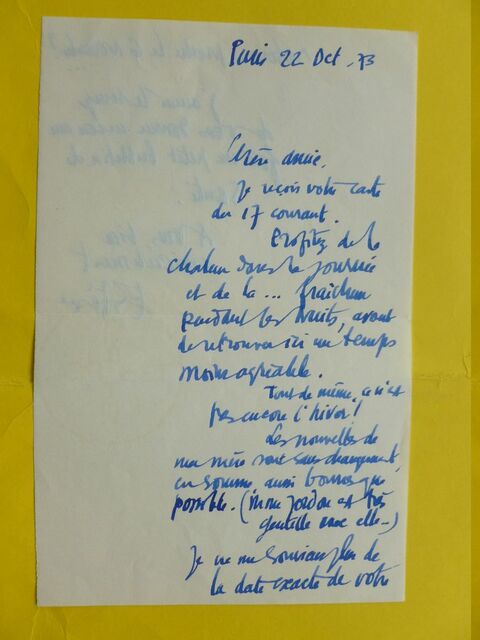 Paris 22 Oct. 73
Chère amie,
Je reçois votre carte
du 17 courant.
Profitez de la
chaleur dans la journée
et de la ... fraîcheur
pendant les nuits, avant
de retrouver ici un temps
moins agréable.
Tout de même, ce n'est
pas encore l'hiver!
Les nouvelles de
ma mère sont sans changement,
en somme, aussi bonnes que
possible. (Mme Jordon est très
gentille avec elle...)
Je ne me souviens plus de
la date exacte de votre